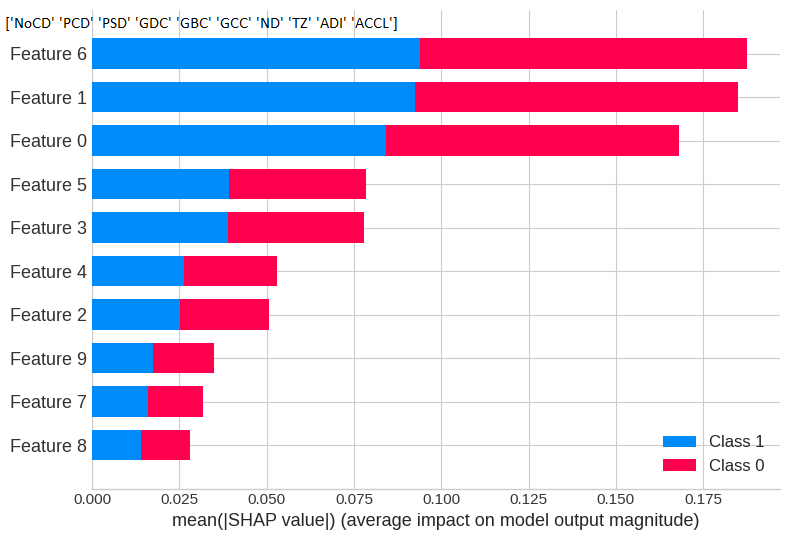 ['NoCD' 'PCD' 'PSD' 'GDC' 'GBC' 'GCC' 'ND' 'TZ' 'ADI' 'ACCL']
Feature 6
Feature 1
Feature 0
Feature 5
Feature 3
Feature 4
Feature 2
Feature 9
Feature 7
Feature 8
Class 1
Class 0
0.000 0.025 0.050 0.075 0.100 0.125 0.150 0.175
mean(|SHAP value|) (average impact on model output magnitude)